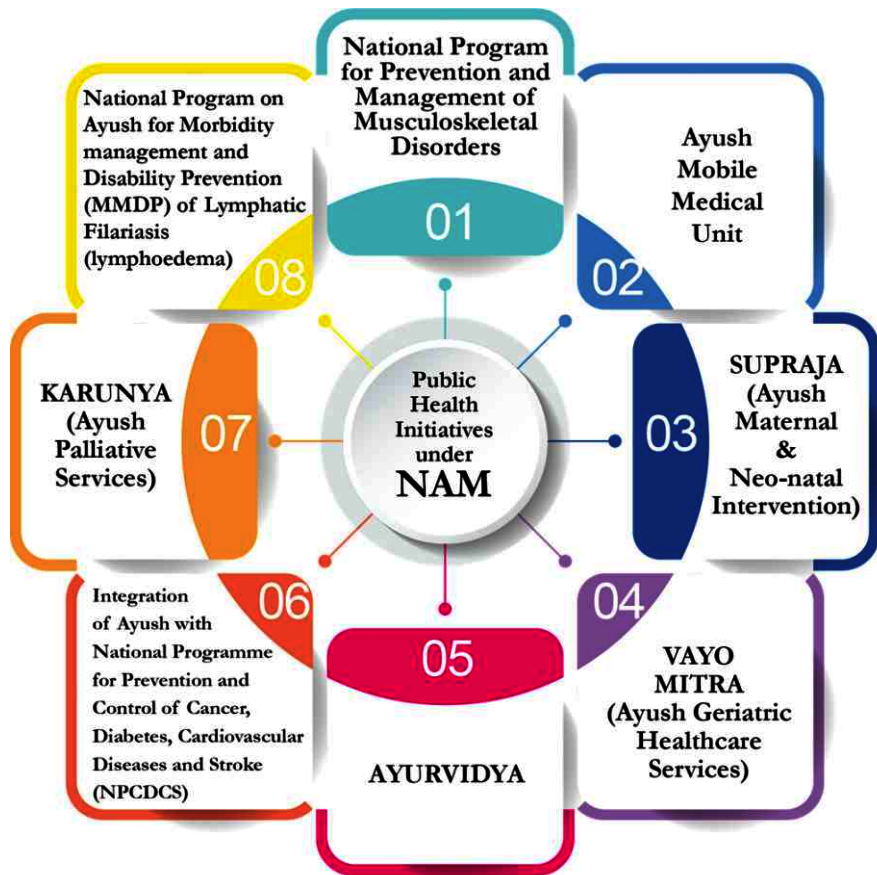 Public
Health
Initiatives
under
NAM
01
National Program
for Prevention and
Management of
Musculoskeletal
Disorders
02
Ayush
Mobile
Medical
Unit
03
SUPRAJA
(Ayush
Maternal
&
Neo-natal
Intervention)
04
VAYO
MITRA
(Ayush Geriatric
Healthcare
Services)
05
AYURVIDYA
06
Integration
of Ayush with
National Programme
for Prevention and
Control of Cancer,
Diabetes, Cardiovascular
Diseases and Stroke
(NPCDCS)
07
KARUNYA
(Ayush
Palliative
Services)
08
National Program on
Ayush for Morbidity
management and
Disability Prevention
(MMDP) of Lymphatic
Filariasis
(lymphoedema)